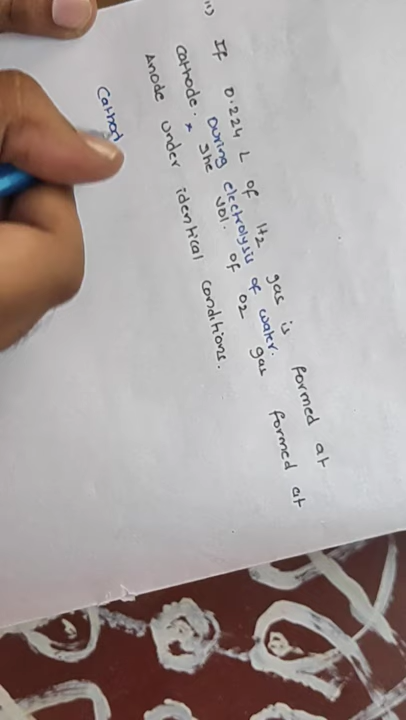 11) If 0.224 L of H2 gas is formed at
During electrolysis of water.
cathode. * The vol. of O2 gas formed at
Anode under identical conditions.
Cathod